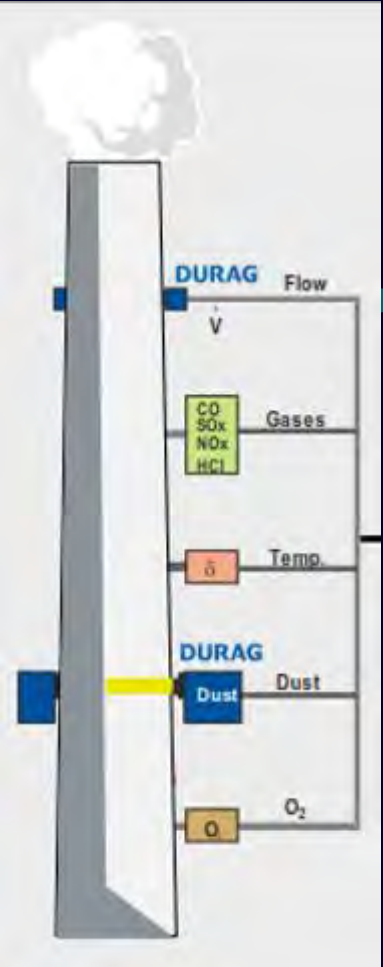 DURAG
Flow
V̇
CO
SOx
NOx
HCl
Gases
δ
Temp.
DURAG
Dust
Dust
O₂
O